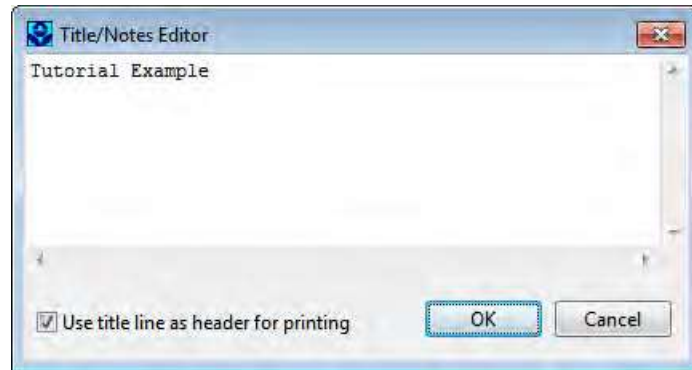 Title/Notes Editor
Tutorial Example
Use title line as header for printing
OK
Cancel